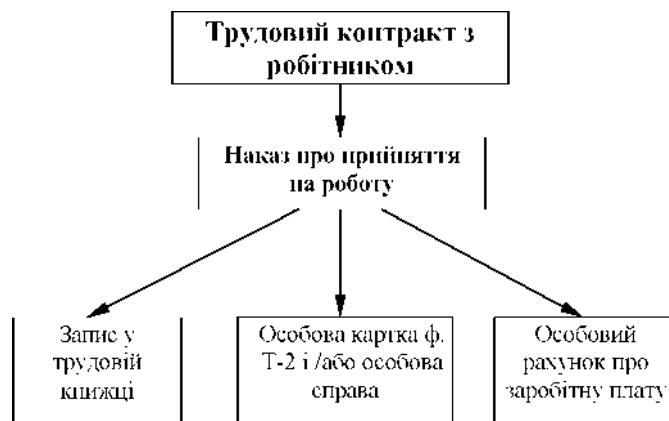 Трудовий контракт з
робітником
Наказ про прийняття
на роботу
Запис у
трудовій
книжці
Особова картка ф.
Т-2 і /або особова
справа
Особовий
рахунок про
заробітну плату